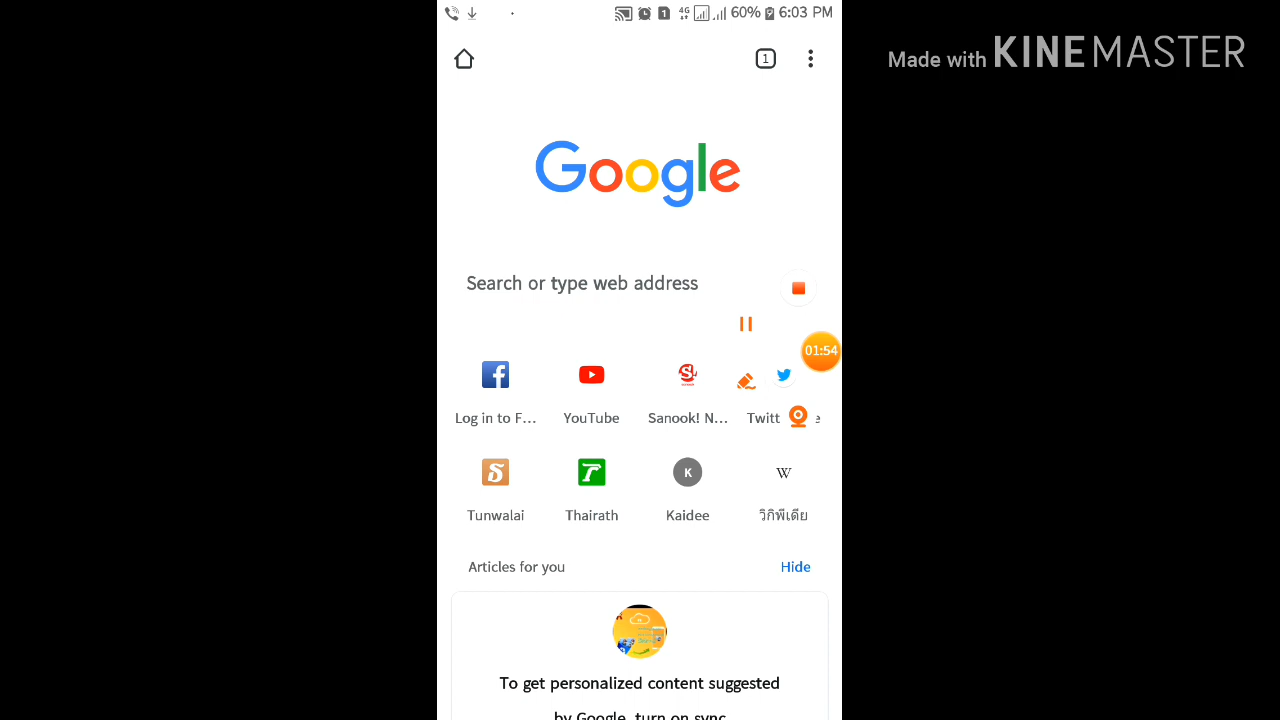 4G 1 60% 6:03 PM
Made with KINEMASTER
1
Google
Search or type web address
01:54
Log in to F... YouTube Sanook! N... Twitt e
K W
Tunwalai Thairath Kaidee วิกิพีเดีย
Articles for you Hide
To get personalized content suggested
by Google, turn on sync